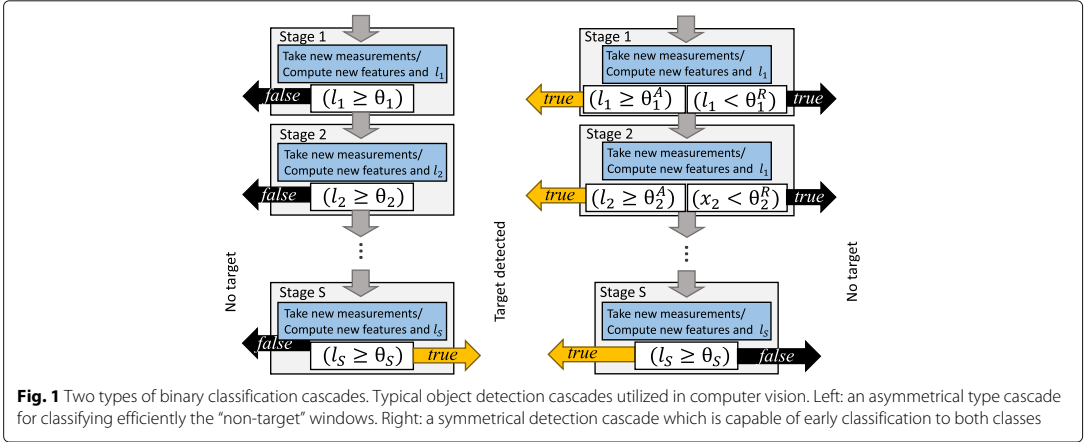 Stage 1
Take new measurements/
Compute new features and l₁
false
(l₁ ≥ θ₁)
Stage 2
Take new measurements/
Compute new features and l₂
false
(l₂ ≥ θ₂)
⋮
No target
Stage S
Take new measurements/
Compute new features and l_S
false
(l_S ≥ θ_S)
true
Target detected
Stage 1
Take new measurements/
Compute new features and l₁
true
(l₁ ≥ θ₁ᴬ)
(l₁ < θ₁ᴿ)
true
Stage 2
Take new measurements/
Compute new features and l₁
true
(l₂ ≥ θ₂ᴬ)
(x₂ < θ₂ᴿ)
true
⋮
No target
Stage S
Take new measurements/
Compute new features and l_S
true
(l_S ≥ θ_S)
false
Fig. 1 Two types of binary classification cascades. Typical object detection cascades utilized in computer vision. Left: an asymmetrical type cascade
for classifying efficiently the “non-target” windows. Right: a symmetrical detection cascade which is capable of early classification to both classes